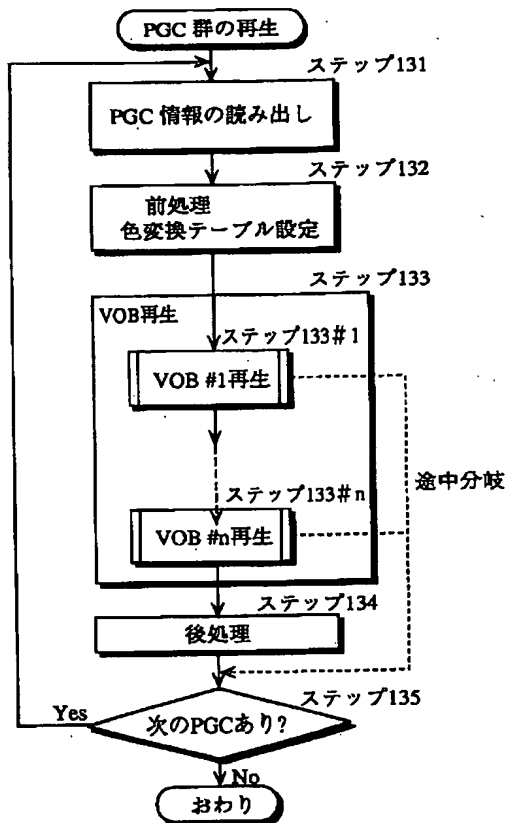 PGC 群の再生
ステップ131
PGC 情報の読み出し
ステップ132
前処理
色変換テーブル設定
ステップ133
VOB再生
ステップ133#1
VOB #1再生
途中分岐
ステップ133#n
VOB #n再生
ステップ134
後処理
ステップ135
Yes
次のPGCあり?
No
おわり